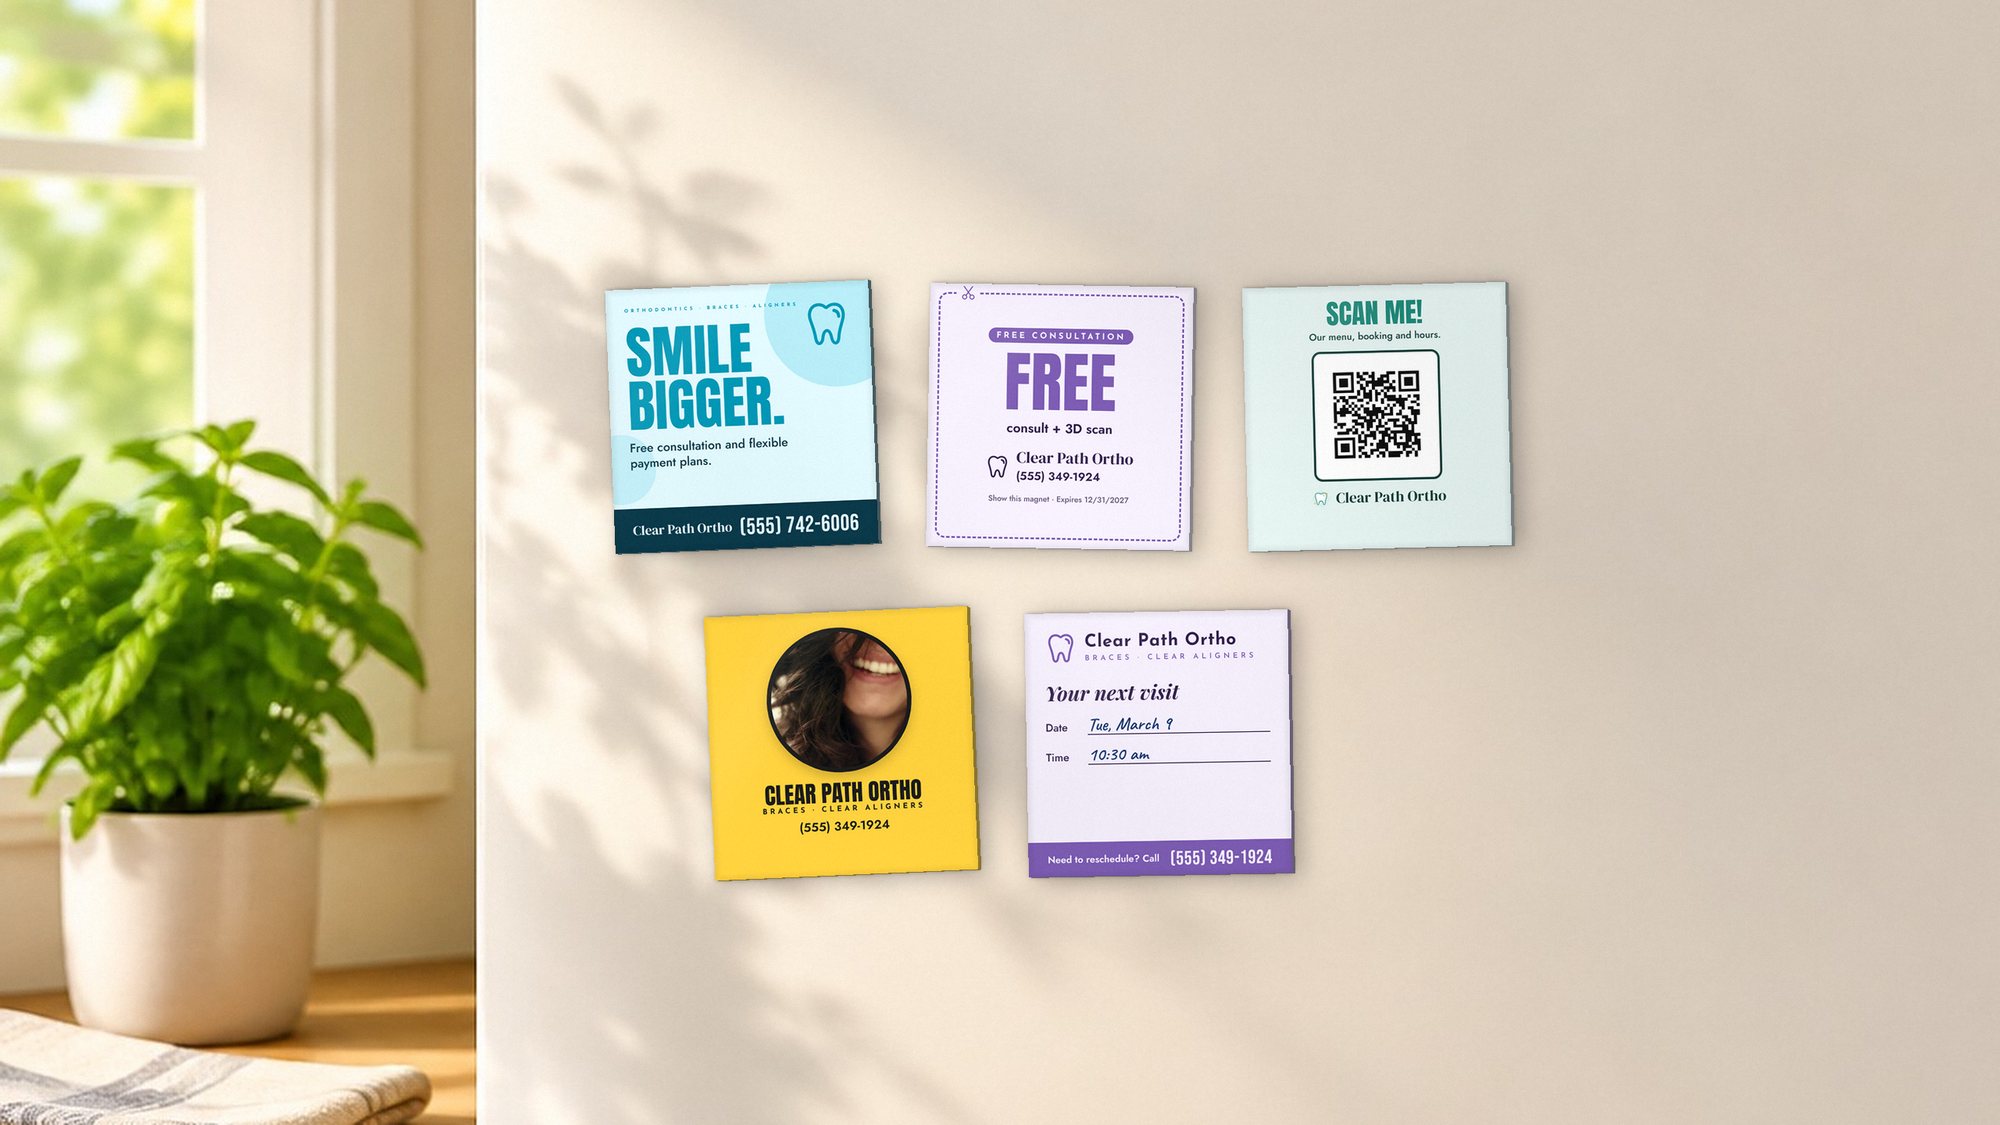 ORTHODONTICS · BRACES · ALIGNERS
SMILE
BIGGER.
Free consultation and flexible
payment plans.
Clear Path Ortho (555) 742-6006
FREE CONSULTATION
FREE
consult + 3D scan
Clear Path Ortho
(555) 349-1924
Show this magnet · Expires 12/31/2027
SCAN ME!
Our menu, booking and hours.
Clear Path Ortho
CLEAR PATH ORTHO
BRACES · CLEAR ALIGNERS
(555) 349-1924
Clear Path Ortho
BRACES · CLEAR ALIGNERS
Your next visit
Date Tue, March 9
Time 10:30 am
Need to reschedule? Call (555) 349-1924